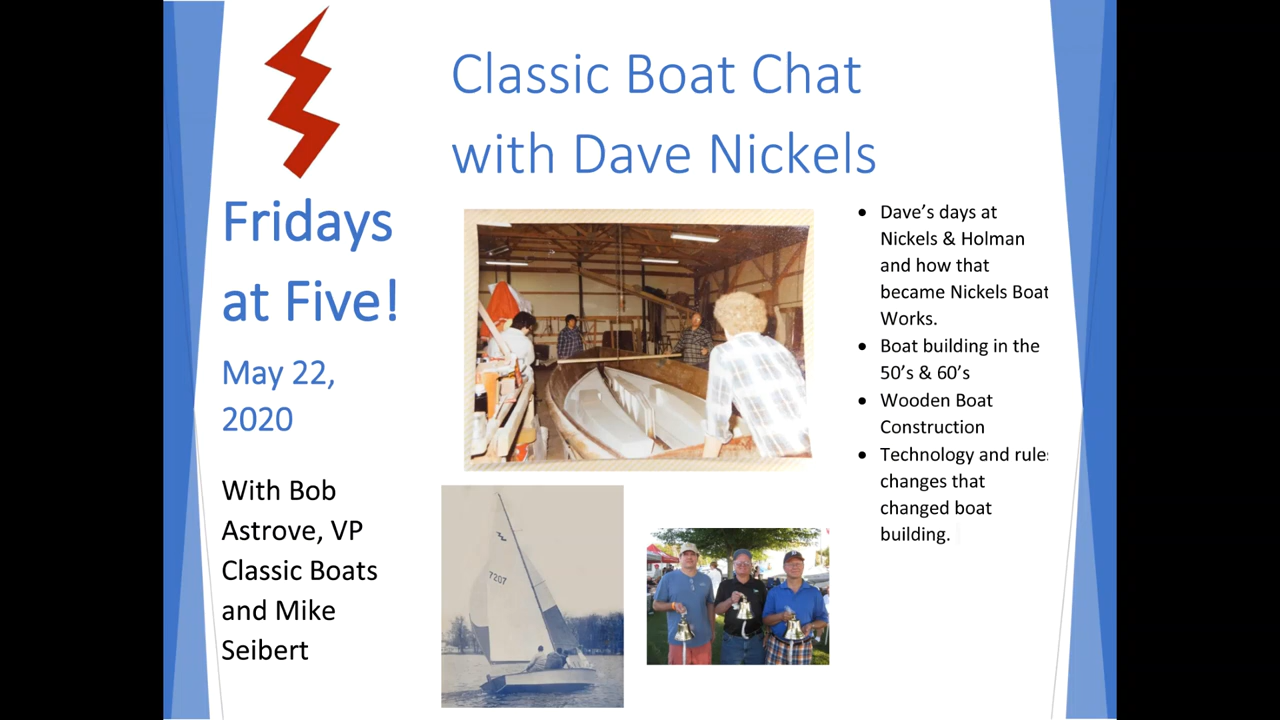 Classic Boat Chat
with Dave Nickels
Fridays
at Five!
May 22,
2020
With Bob
Astrove, VP
Classic Boats
and Mike
Seibert
• Dave’s days at
Nickels & Holman
and how that
became Nickels Boat
Works.
• Boat building in the
50’s & 60’s
• Wooden Boat
Construction
• Technology and rule
changes that
changed boat
building.
7207